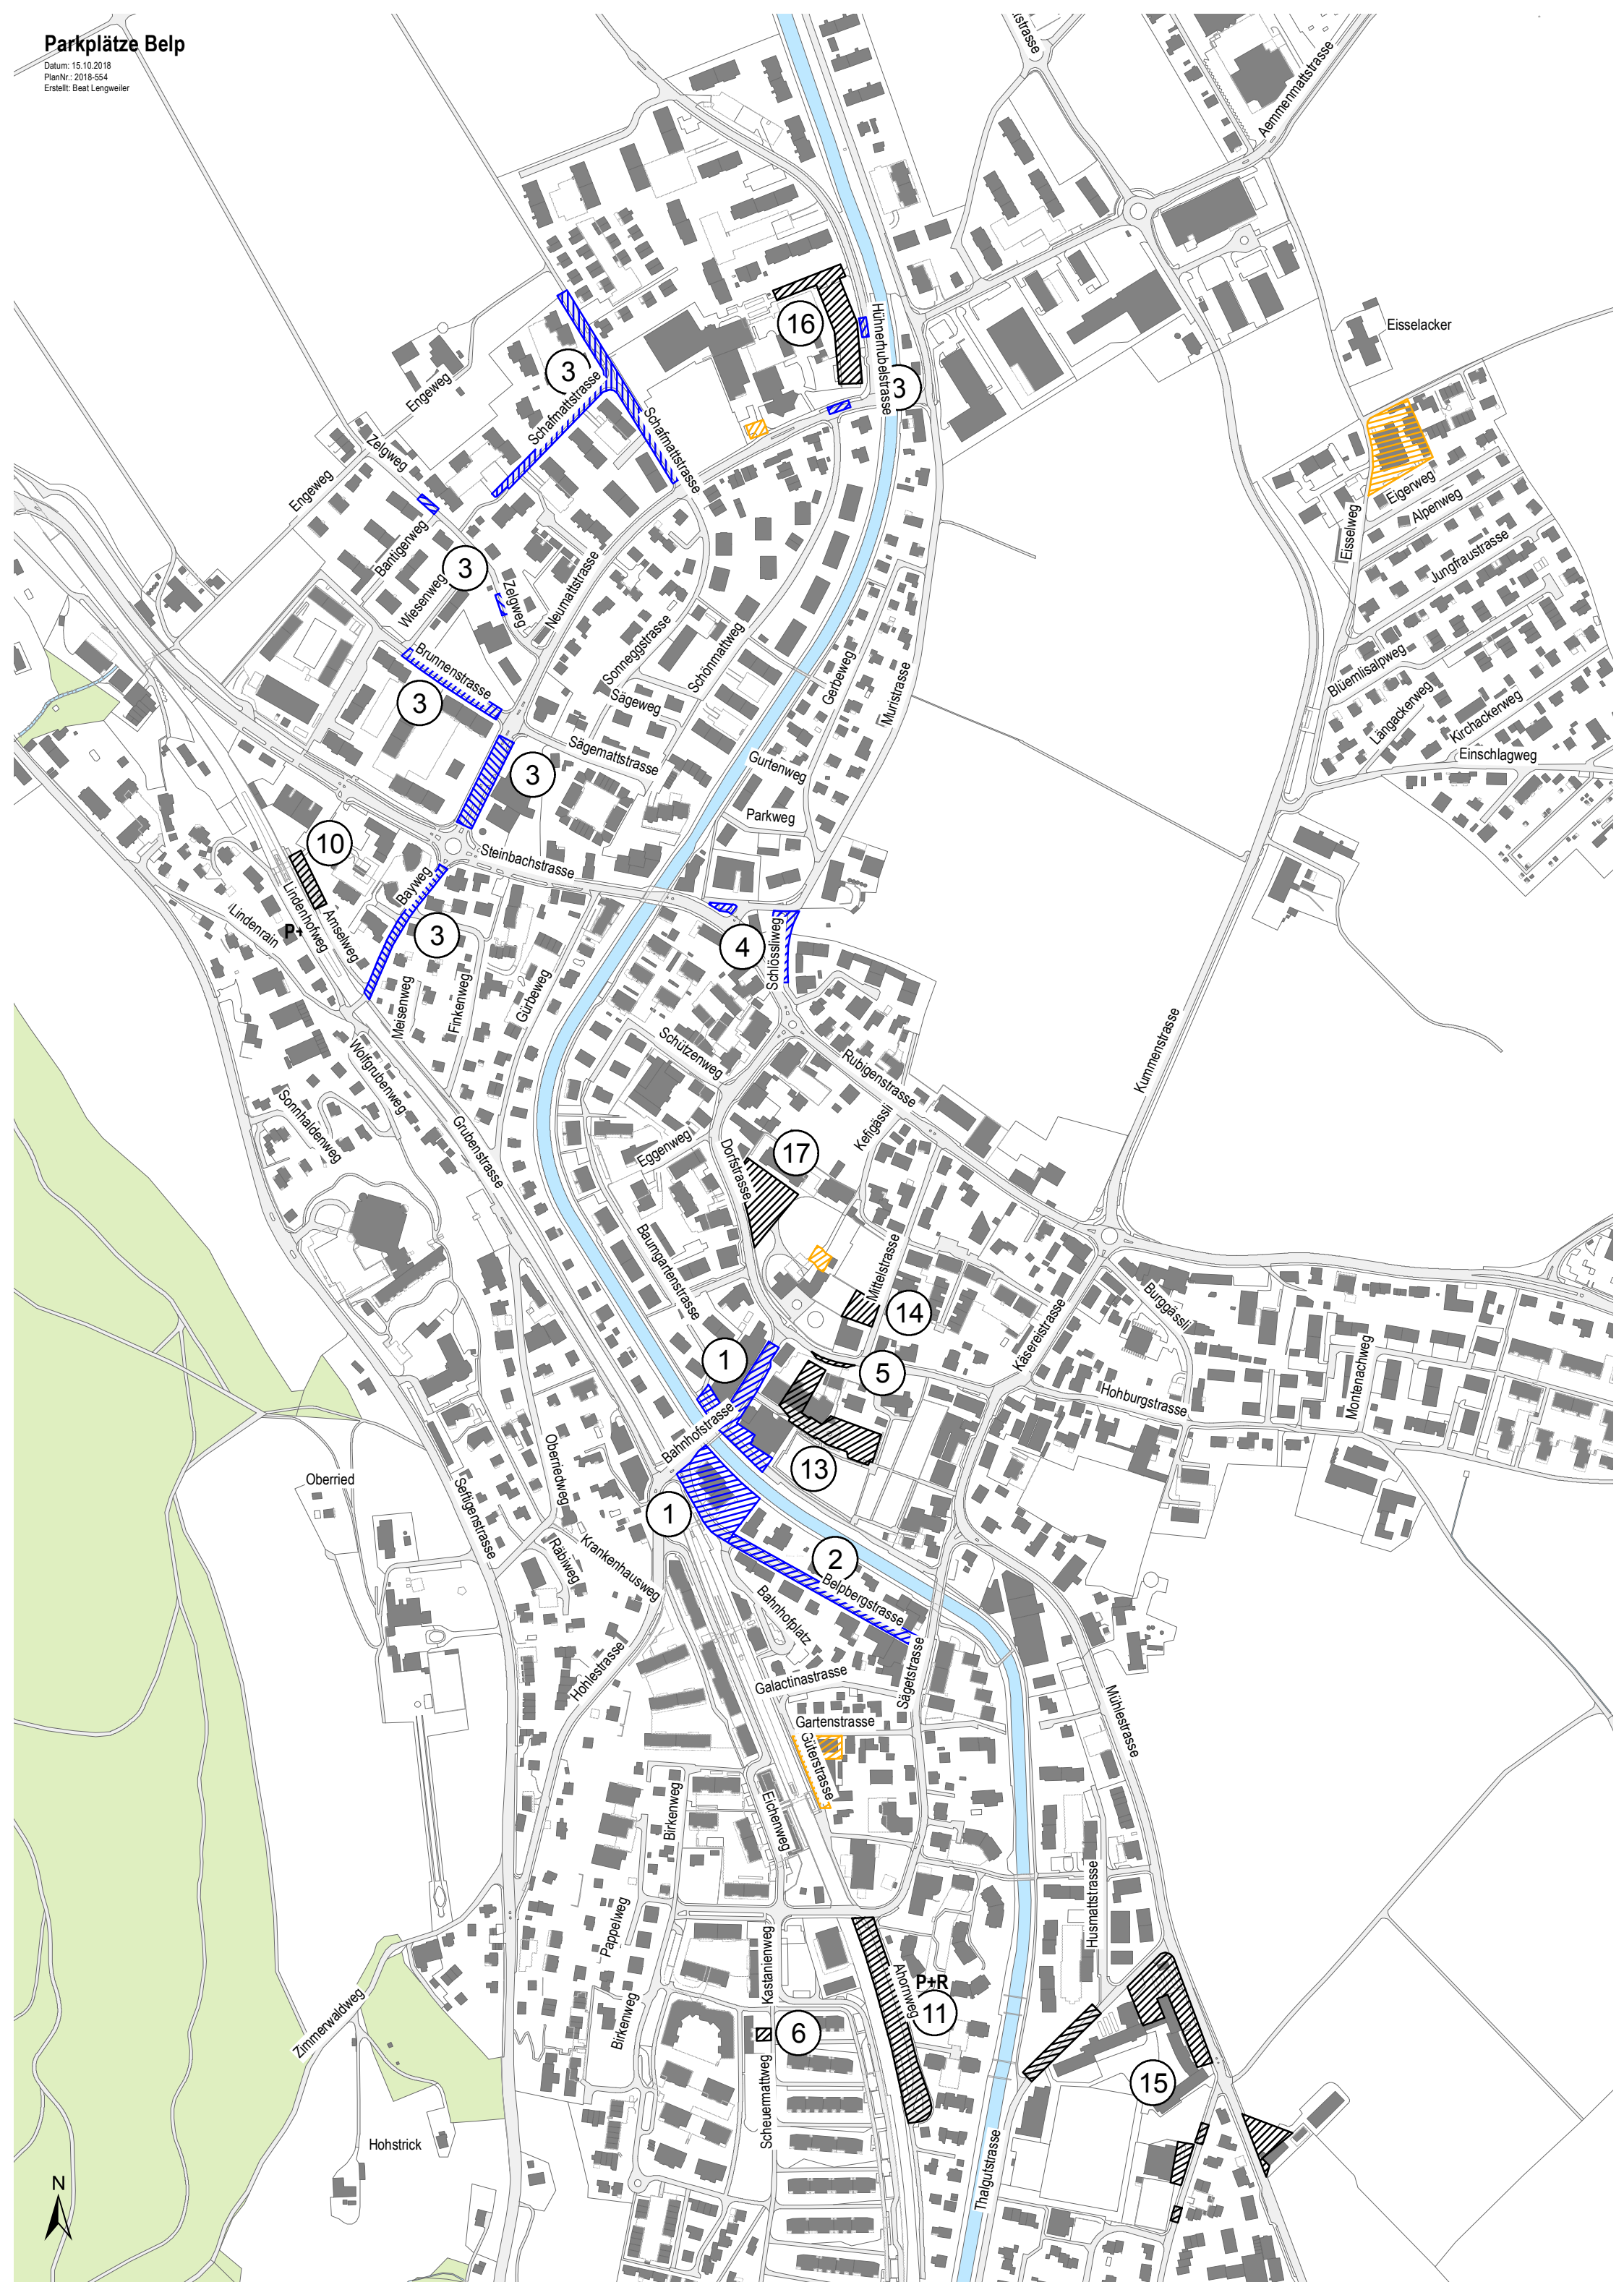 Parkplätze Belp
Datum: 15.10.2018
PlanNr.: 2018-554
Erstellt: Beat Lengweiler
Aemmenmattstrasse
Eisselacker
16
Hühnerhubelstrasse
3
3
Engeweg
Schafmattstrasse
Schafmattstrasse
Zelgweg
Engeweg
Eigerweg
Alpenweg
Eisselweg
Jungfraustrasse
Bantigerweg
3
Wiesenweg
Zelgweg
Neumattstrasse
Brunnenstrasse
Sonneggstrasse
Schönmattweg
Sägeweg
Gerbeweg
Muristrasse
Blüemlisalpweg
Längackerweg
Kirchackerweg
Einschlagweg
3
Sägemattstrasse
3
Gurtenweg
Parkweg
10
Steinbachstrasse
Bayweg
Lindenhofweg
Amselweg
Lindenrain
P+
3
4
Schlössliweg
Meisenweg
Finkenweg
Gürbeweg
Wolfgrubenweg
Schützenweg
Rubigenstrasse
Kummenstrasse
Sonnhaldenweg
Grubenstrasse
Eggenweg
Dorfstrasse
17
Kefigässli
Baumgartenstrasse
Mittelstrasse
14
Burggässli
Käsereistrasse
Montenachweg
1
5
Hohburgstrasse
Bahnhofstrasse
13
Oberried
Oberriedweg
Seftigenstrasse
1
2
Räbiweg
Krankenhausweg
Belpbergstrasse
Bahnhofplatz
Hohlestrasse
Galactinastrasse
Sägetstrasse
Gartenstrasse
Güterstrasse
Mühlestrasse
Birkenweg
Eichenweg
Pappelweg
Husmattstrasse
Kastanienweg
Ahornweg
P+R
11
Zimmerwaldweg
Birkenweg
6
Scheuermattweg
15
Hohstrick
Thalgutstrasse
N